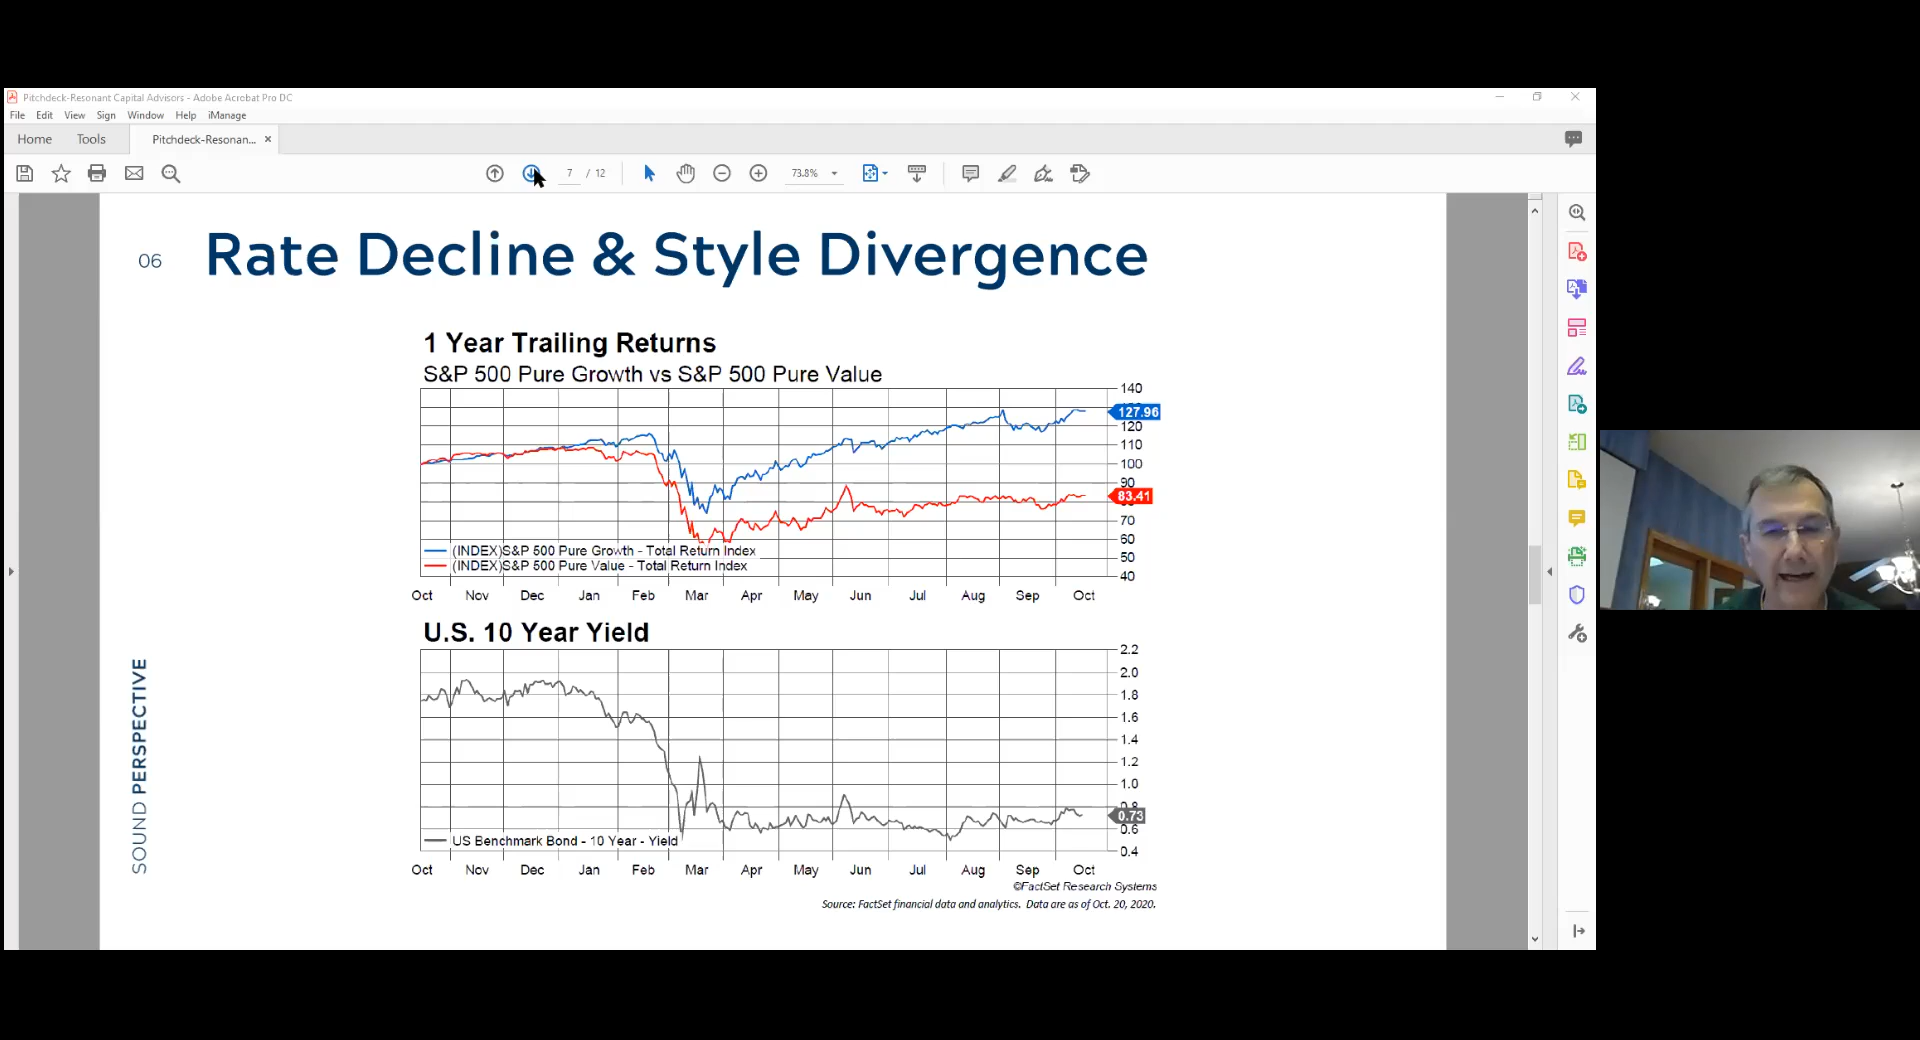 Pitchdeck-Resonant Capital Advisors - Adobe Acrobat Pro DC
File Edit View Sign Window Help iManage
Home Tools Pitchdeck-Resonan... ×
7 / 12 73.8%
06 Rate Decline & Style Divergence
1 Year Trailing Returns
S&P 500 Pure Growth vs S&P 500 Pure Value
140
127.96
120
110
100
90
83.41
70
60
50
40
(INDEX)S&P 500 Pure Growth - Total Return Index
(INDEX)S&P 500 Pure Value - Total Return Index
Oct Nov Dec Jan Feb Mar Apr May Jun Jul Aug Sep Oct
U.S. 10 Year Yield
2.2
2.0
1.8
1.6
1.4
1.2
1.0
0.8
0.73
0.6
0.4
US Benchmark Bond - 10 Year - Yield
Oct Nov Dec Jan Feb Mar Apr May Jun Jul Aug Sep Oct
©FactSet Research Systems
Source: FactSet financial data and analytics. Data are as of Oct. 20, 2020.
SOUND PERSPECTIVE